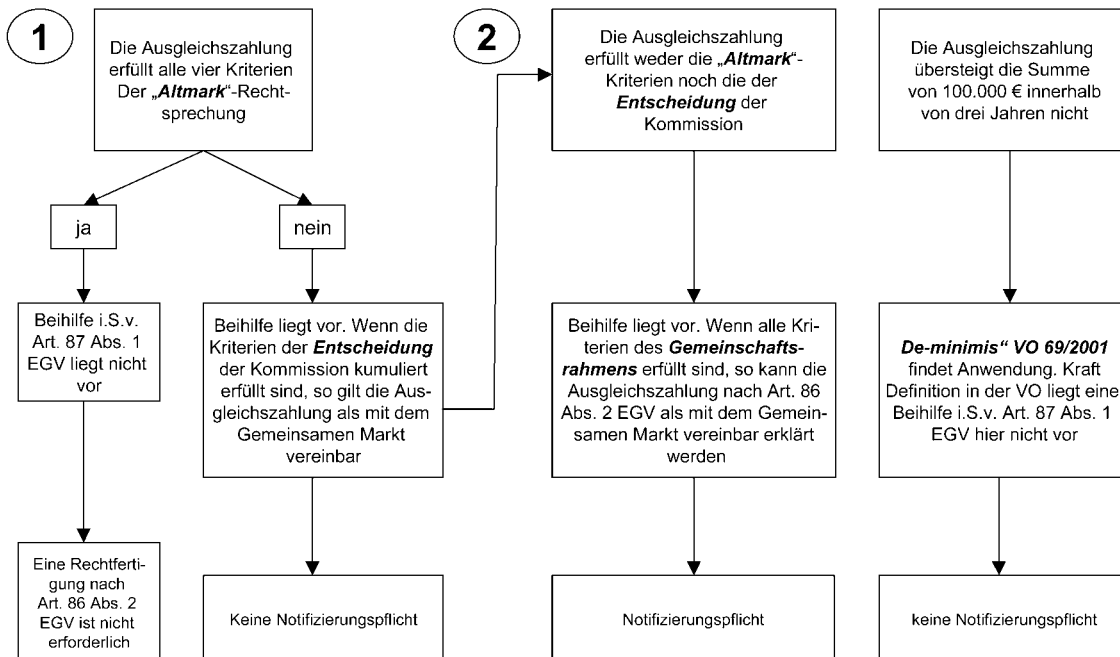 1
Die Ausgleichszahlung
erfüllt alle vier Kriterien
Der „Altmark“-Recht-
sprechung
ja
nein
Beihilfe i.S.v.
Art. 87 Abs. 1
EGV liegt nicht
vor
Beihilfe liegt vor. Wenn die
Kriterien der Entscheidung
der Kommission kumuliert
erfüllt sind, so gilt die Aus-
gleichszahlung als mit dem
Gemeinsamen Markt
vereinbar
Eine Rechtferti-
gung nach
Art. 86 Abs. 2
EGV ist nicht
erforderlich
Keine Notifizierungspflicht
2
Die Ausgleichszahlung
erfüllt weder die „Altmark“-
Kriterien noch die der
Entscheidung der
Kommission
Beihilfe liegt vor. Wenn alle Kri-
terien des Gemeinschafts-
rahmens erfüllt sind, so kann die
Ausgleichszahlung nach Art. 86
Abs. 2 EGV als mit dem Gemein-
samen Markt vereinbar erklärt
werden
Notifizierungspflicht
Die Ausgleichszahlung
übersteigt die Summe
von 100.000 € innerhalb
von drei Jahren nicht
De-minimis“ VO 69/2001
findet Anwendung. Kraft
Definition in der VO liegt eine
Beihilfe i.S.v. Art. 87 Abs. 1
EGV hier nicht vor
keine Notifizierungspflicht